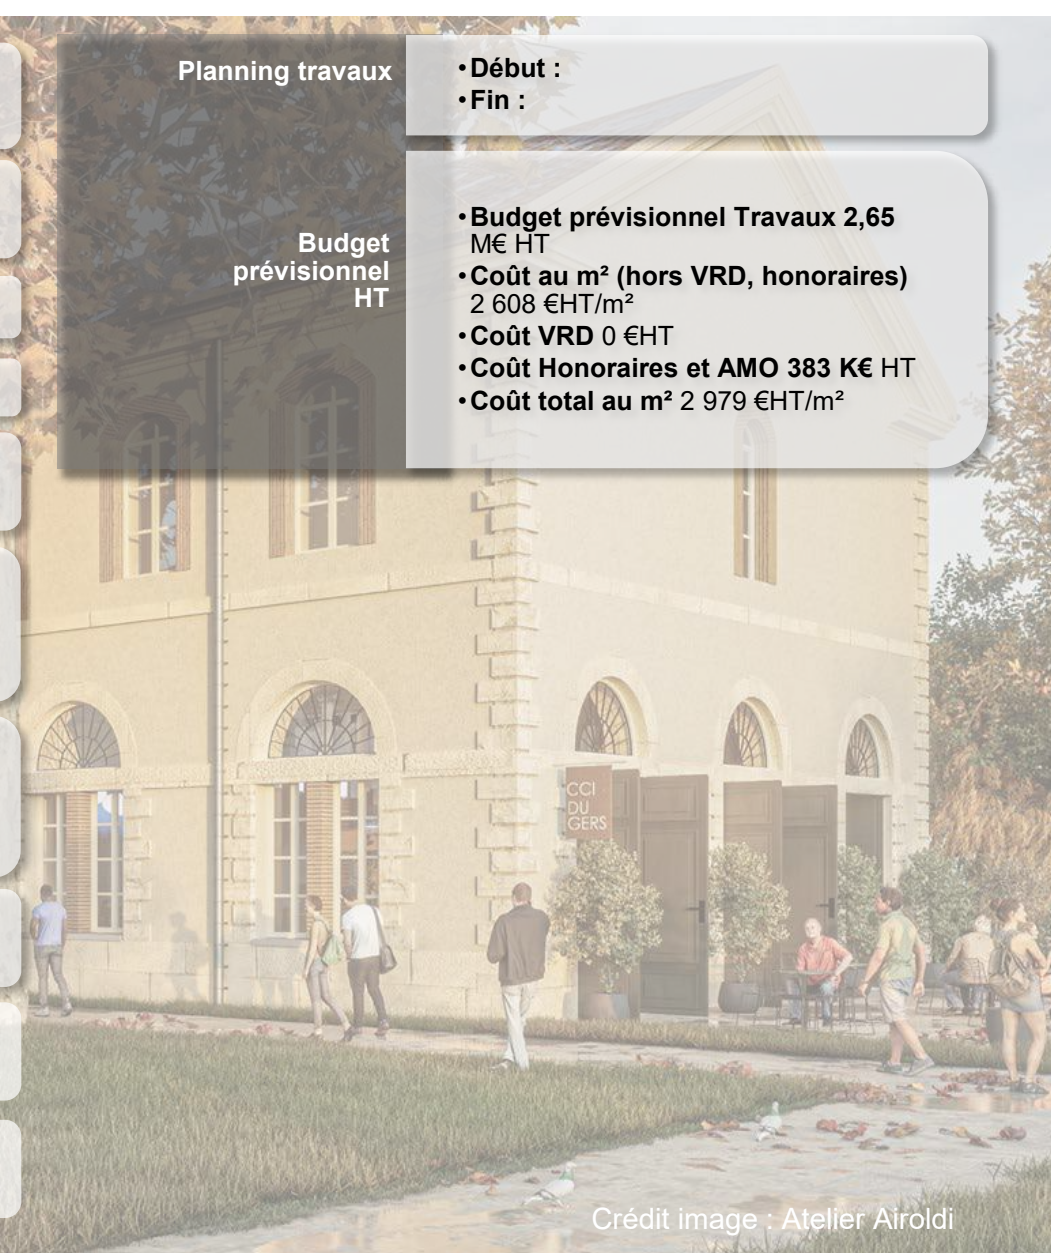 Planning travaux
•Début :
•Fin :
Budget
prévisionnel
HT
•Budget prévisionnel Travaux 2,65
M€ HT
•Coût au m² (hors VRD, honoraires)
2 608 €HT/m²
•Coût VRD 0 €HT
•Coût Honoraires et AMO 383 K€ HT
•Coût total au m² 2 979 €HT/m²
CCI
DU
GERS
Crédit image : Atelier Airoldi